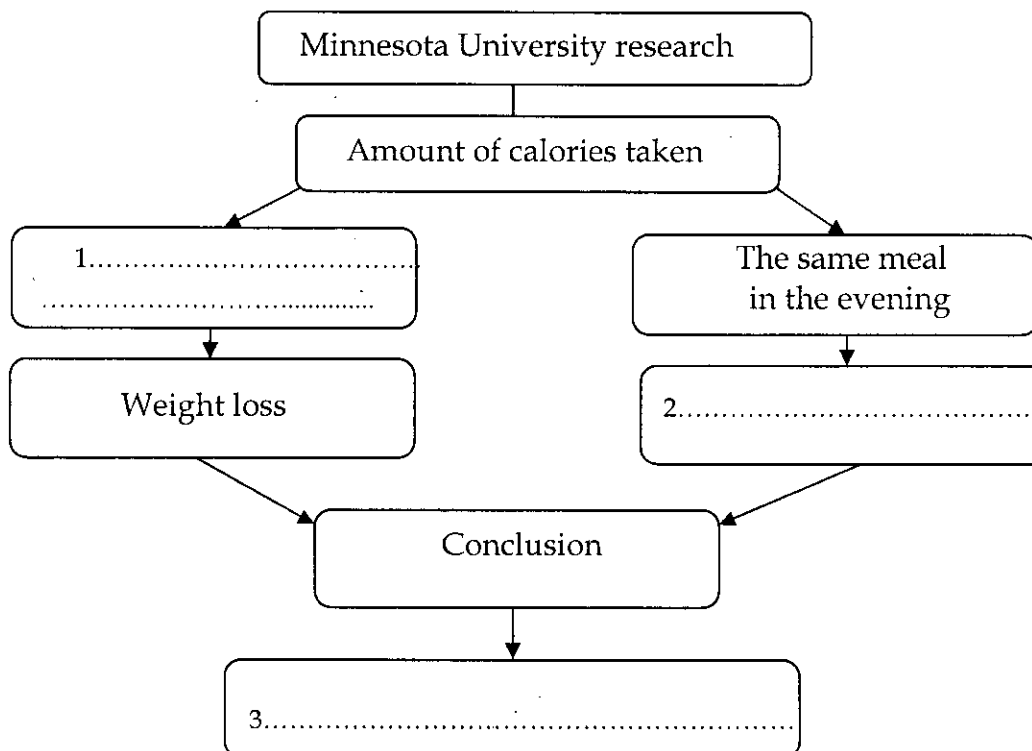 Minnesota University research
Amount of calories taken
1.............................................
.............................................
The same meal
in the evening
Weight loss
2.............................................
Conclusion
3.......................................................................